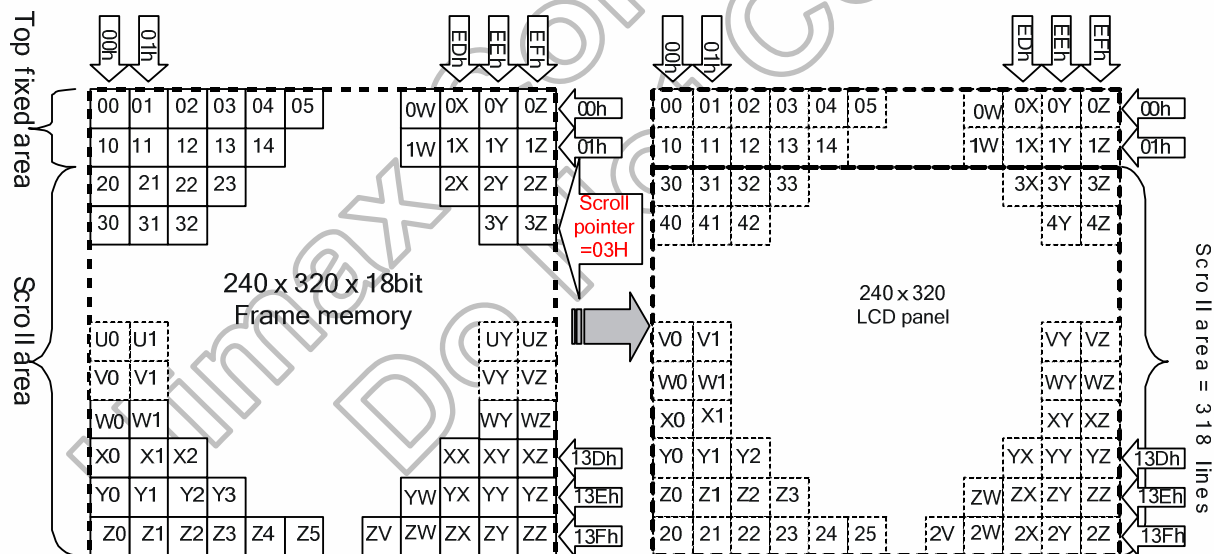 00h 01h EDh EEh EFh 00h 01h EDh EEh EFh
Top fixed area
00 01 02 03 04 05 0W 0X 0Y 0Z 00h 00 01 02 03 04 05 0W 0X 0Y 0Z 00h
10 11 12 13 14 1W 1X 1Y 1Z 01h 10 11 12 13 14 1W 1X 1Y 1Z 01h
20 21 22 23 2X 2Y 2Z 30 31 32 33 3X 3Y 3Z
30 31 32 3Y 3Z 40 41 42 4Y 4Z
Scroll
pointer
=03H
Scroll area
240 x 320 x 18bit
Frame memory
240 x 320
LCD panel
Scroll area = 318 lines
U0 U1 UY UZ V0 V1 VY VZ
V0 V1 VY VZ W0 W1 WY WZ
W0 W1 WY WZ X0 X1 XY XZ
X0 X1 X2 XX XY XZ 13Dh Y0 Y1 Y2 YX YY YZ 13Dh
Y0 Y1 Y2 Y3 YW YX YY YZ 13Eh Z0 Z1 Z2 Z3 ZW ZX ZY ZZ 13Eh
Z0 Z1 Z2 Z3 Z4 Z5 ZV ZW ZX ZY ZZ 13Fh 20 21 22 23 24 25 2V 2W 2X 2Y 2Z 13Fh
Himax
Do